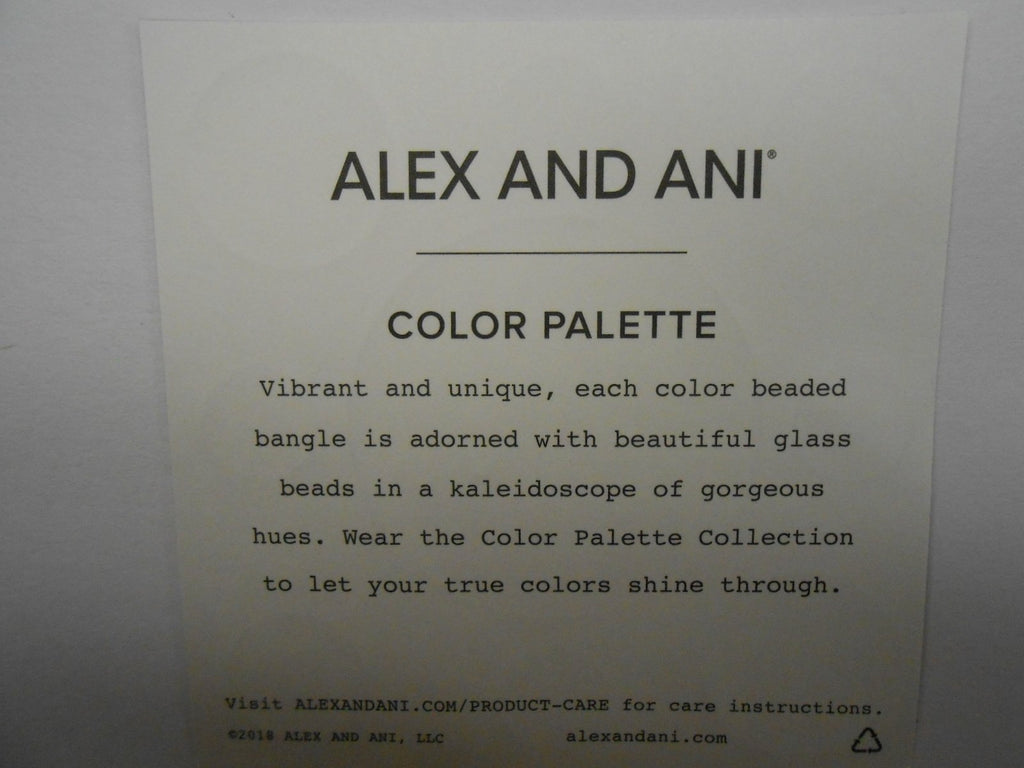 ALEX AND ANI®
COLOR PALETTE
Vibrant and unique, each color beaded
bangle is adorned with beautiful glass
beads in a kaleidoscope of gorgeous
hues. Wear the Color Palette Collection
to let your true colors shine through.
Visit ALEXANDANI.COM/PRODUCT-CARE for care instructions.
©2018 ALEX AND ANI, LLC alexandani.com